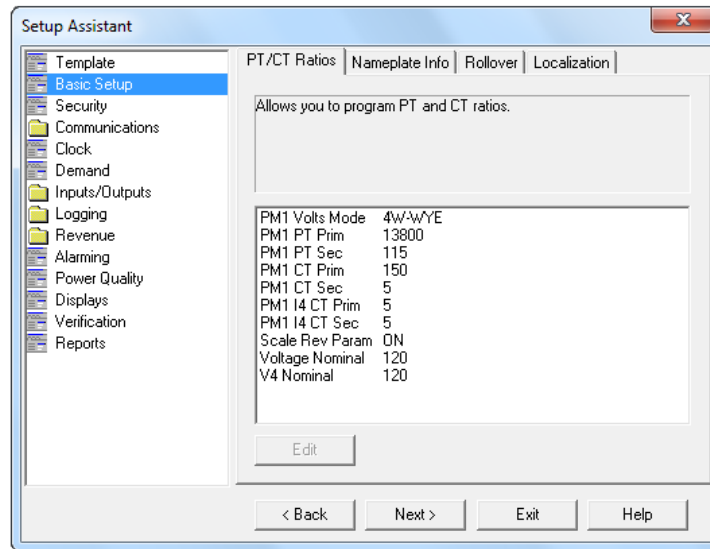 Setup Assistant
Template
Basic Setup
Security
Communications
Clock
Demand
Inputs/Outputs
Logging
Revenue
Alarming
Power Quality
Displays
Verification
Reports
PT/CT Ratios Nameplate Info Rollover Localization
Allows you to program PT and CT ratios.
PM1 Volts Mode 4W-WYE
PM1 PT Prim 13800
PM1 PT Sec 115
PM1 CT Prim 150
PM1 CT Sec 5
PM1 I4 CT Prim 5
PM1 I4 CT Sec 5
Scale Rev Param ON
Voltage Nominal 120
V4 Nominal 120
Edit
< Back Next > Exit Help